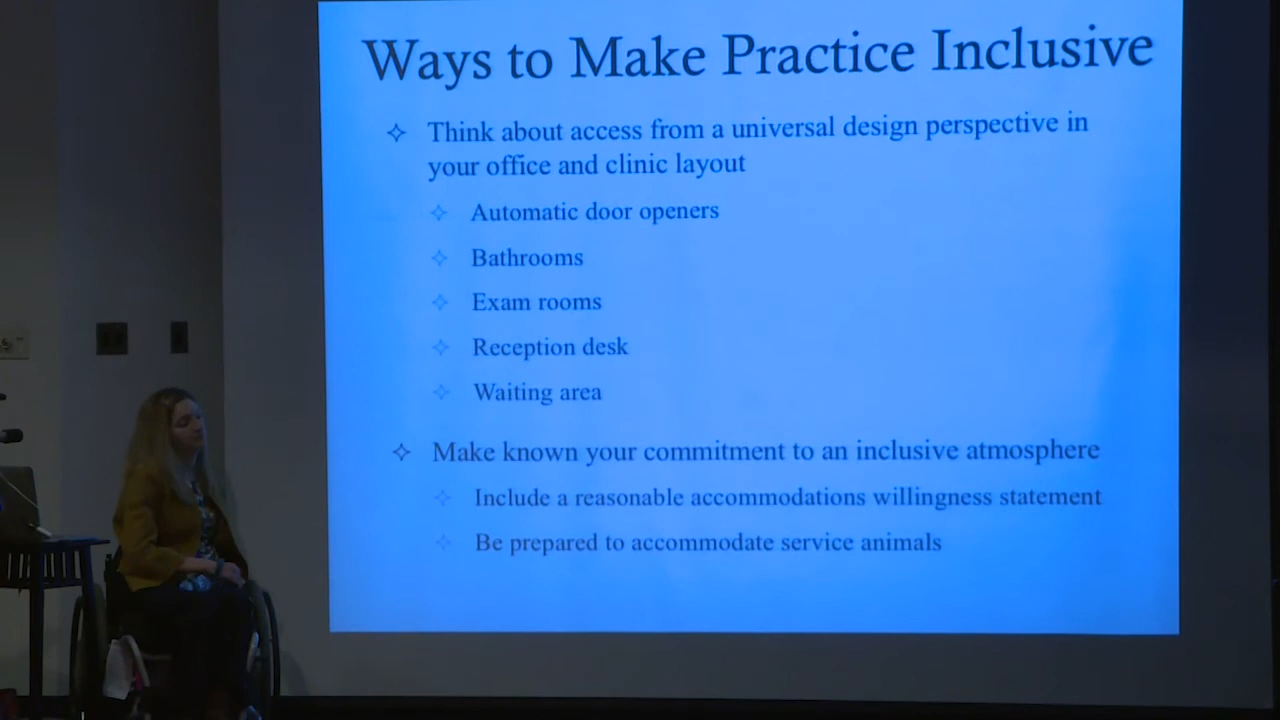 Ways to Make Practice Inclusive
Think about access from a universal design perspective in
your office and clinic layout
Automatic door openers
Bathrooms
Exam rooms
Reception desk
Waiting area
Make known your commitment to an inclusive atmosphere
Include a reasonable accommodations willingness statement
Be prepared to accommodate service animals